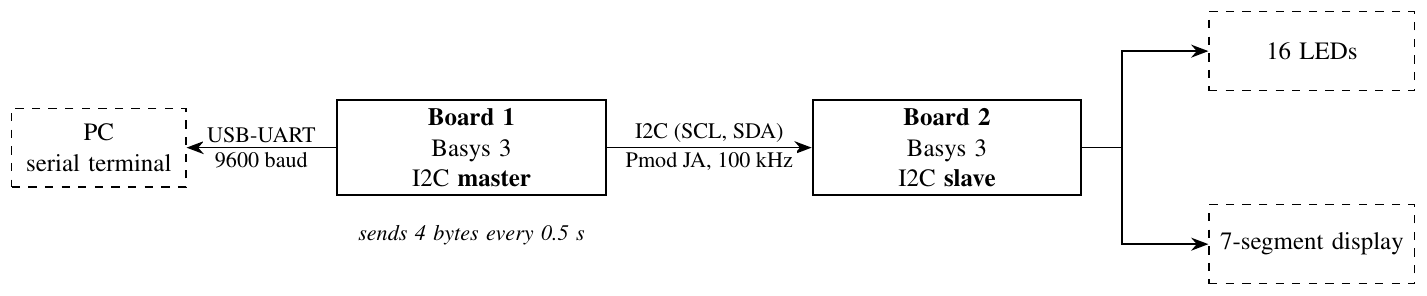 PC
serial terminal
USB-UART
9600 baud
Board 1
Basys 3
I2C master
sends 4 bytes every 0.5 s
I2C (SCL, SDA)
Pmod JA, 100 kHz
Board 2
Basys 3
I2C slave
16 LEDs
7-segment display